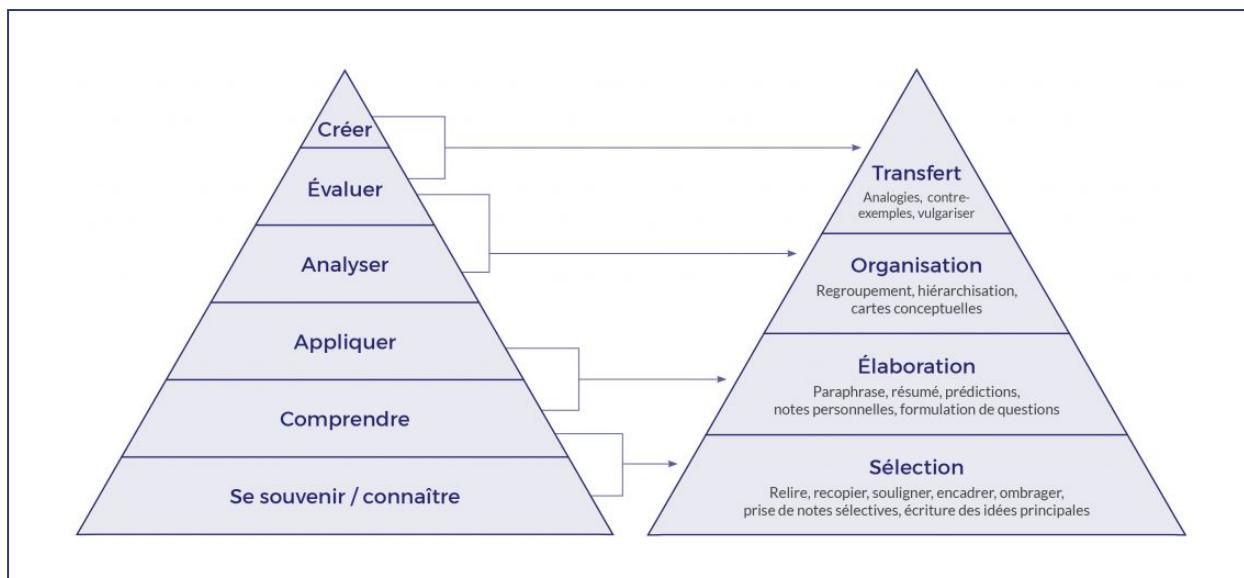 Créer
Évaluer
Analyser
Appliquer
Comprendre
Se souvenir / connaître
Transfert
Analogies, contre-
exemples, vulgariser
Organisation
Regroupement, hiérarchisation,
cartes conceptuelles
Élaboration
Paraphrase, résumé, prédictions,
notes personnelles, formulation de questions
Sélection
Relire, recopier, souligner, encadrer, ombrager,
prise de notes sélectives, écriture des idées principales